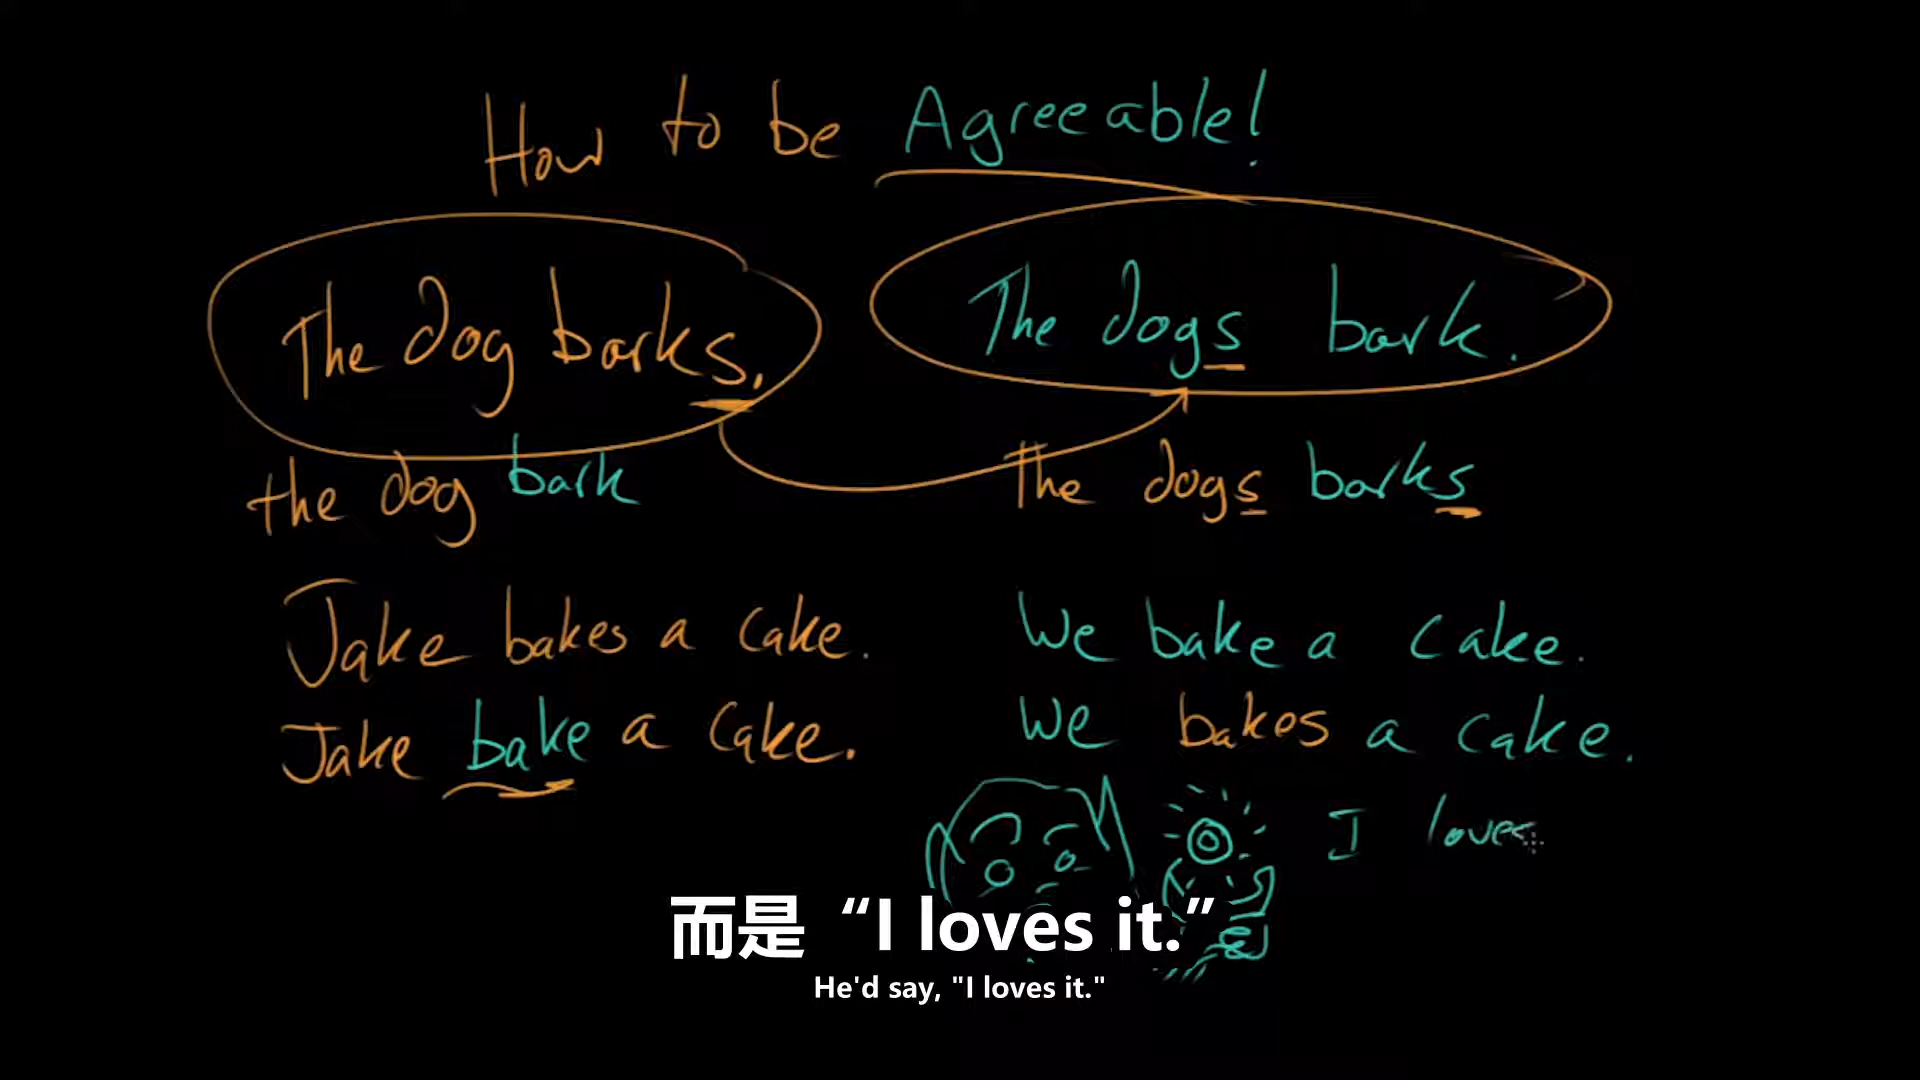 How to be Agreeable!
The dog barks.
The dogs bark.
the dog bark
The dogs barks
Jake bakes a cake.
We bake a cake.
Jake bake a cake.
We bakes a cake.
I loves
而是“I loves it.”
He'd say, "I loves it."